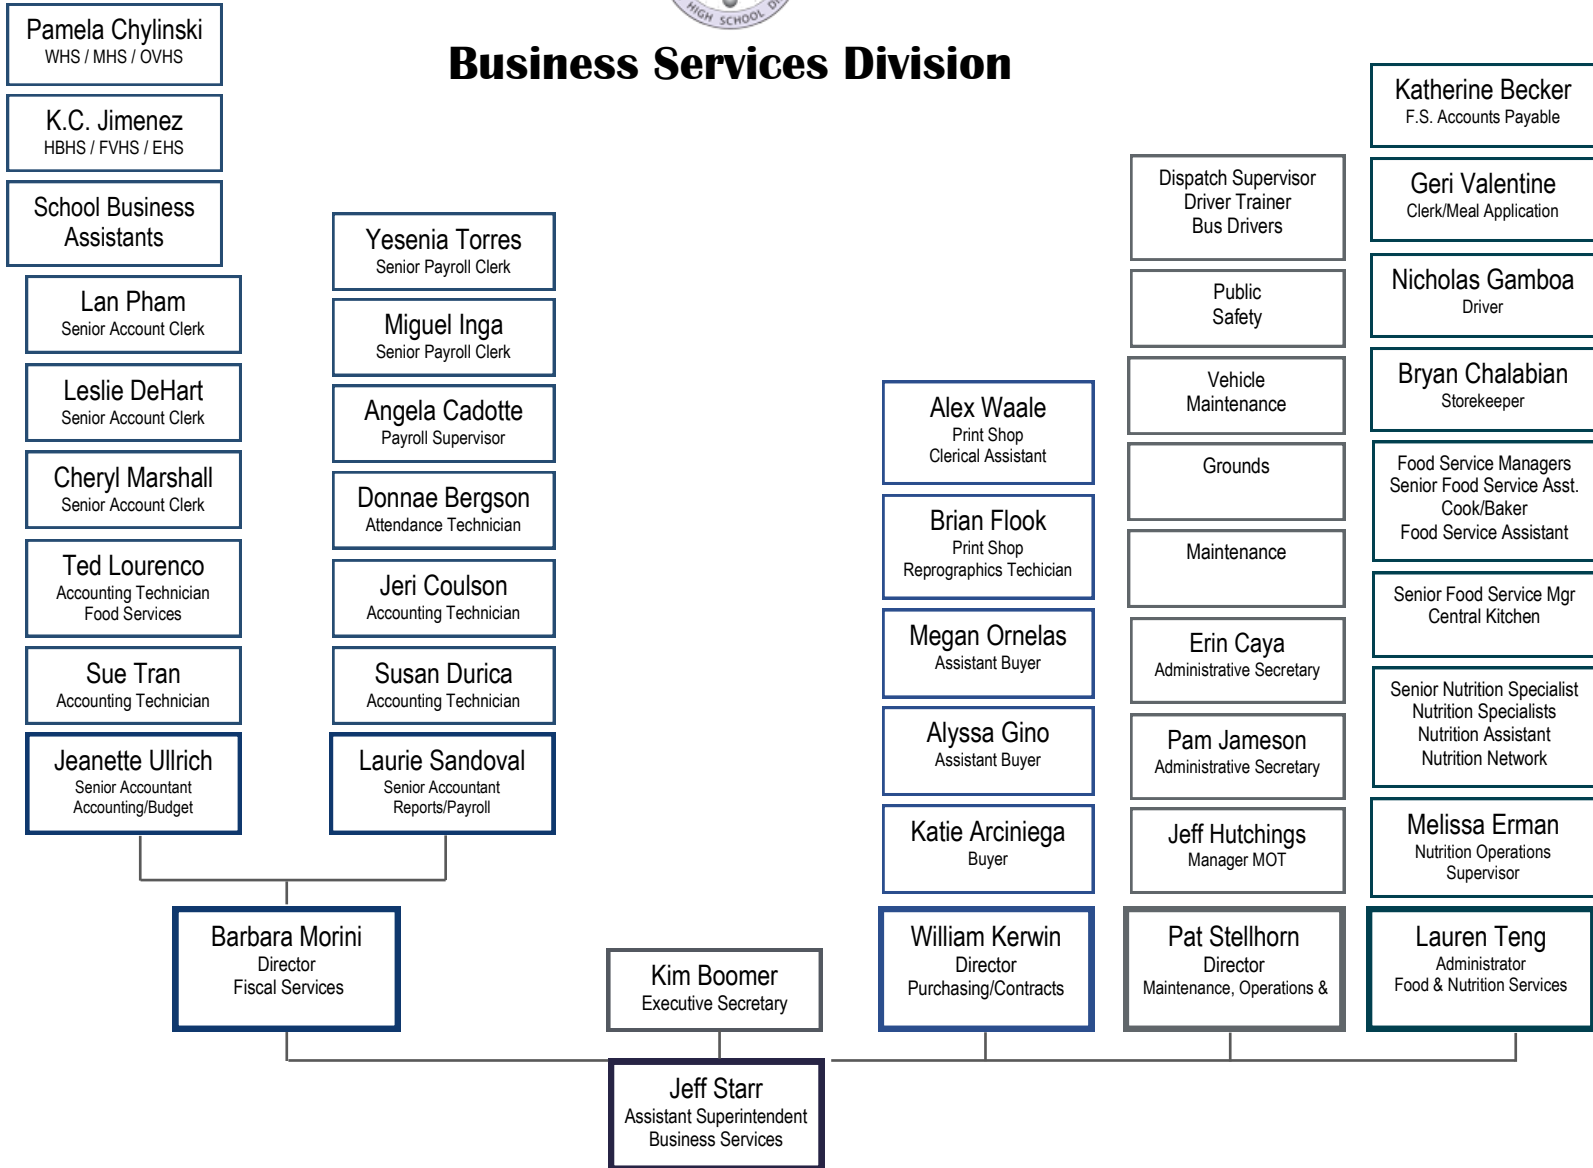 HIGH SCHOOL
Business Services Division
Pamela Chylinski
WHS / MHS / OVHS
K.C. Jimenez
HBHS / FVHS / EHS
School Business
Assistants
Lan Pham
Senior Account Clerk
Leslie DeHart
Senior Account Clerk
Cheryl Marshall
Senior Account Clerk
Ted Lourenco
Accounting Technician
Food Services
Sue Tran
Accounting Technician
Jeanette Ullrich
Senior Accountant
Accounting/Budget
Yesenia Torres
Senior Payroll Clerk
Miguel Inga
Senior Payroll Clerk
Angela Cadotte
Payroll Supervisor
Donnae Bergson
Attendance Technician
Jeri Coulson
Accounting Technician
Susan Durica
Accounting Technician
Laurie Sandoval
Senior Accountant
Reports/Payroll
Barbara Morini
Director
Fiscal Services
Kim Boomer
Executive Secretary
Alex Waale
Print Shop
Clerical Assistant
Brian Flook
Print Shop
Reprographics Techician
Megan Ornelas
Assistant Buyer
Alyssa Gino
Assistant Buyer
Katie Arciniega
Buyer
William Kerwin
Director
Purchasing/Contracts
Dispatch Supervisor
Driver Trainer
Bus Drivers
Public
Safety
Vehicle
Maintenance
Grounds
Maintenance
Erin Caya
Administrative Secretary
Pam Jameson
Administrative Secretary
Jeff Hutchings
Manager MOT
Pat Stellhorn
Director
Maintenance, Operations &
Katherine Becker
F.S. Accounts Payable
Geri Valentine
Clerk/Meal Application
Nicholas Gamboa
Driver
Bryan Chalabian
Storekeeper
Food Service Managers
Senior Food Service Asst.
Cook/Baker
Food Service Assistant
Senior Food Service Mgr
Central Kitchen
Senior Nutrition Specialist
Nutrition Specialists
Nutrition Assistant
Nutrition Network
Melissa Erman
Nutrition Operations
Supervisor
Lauren Teng
Administrator
Food & Nutrition Services
Jeff Starr
Assistant Superintendent
Business Services